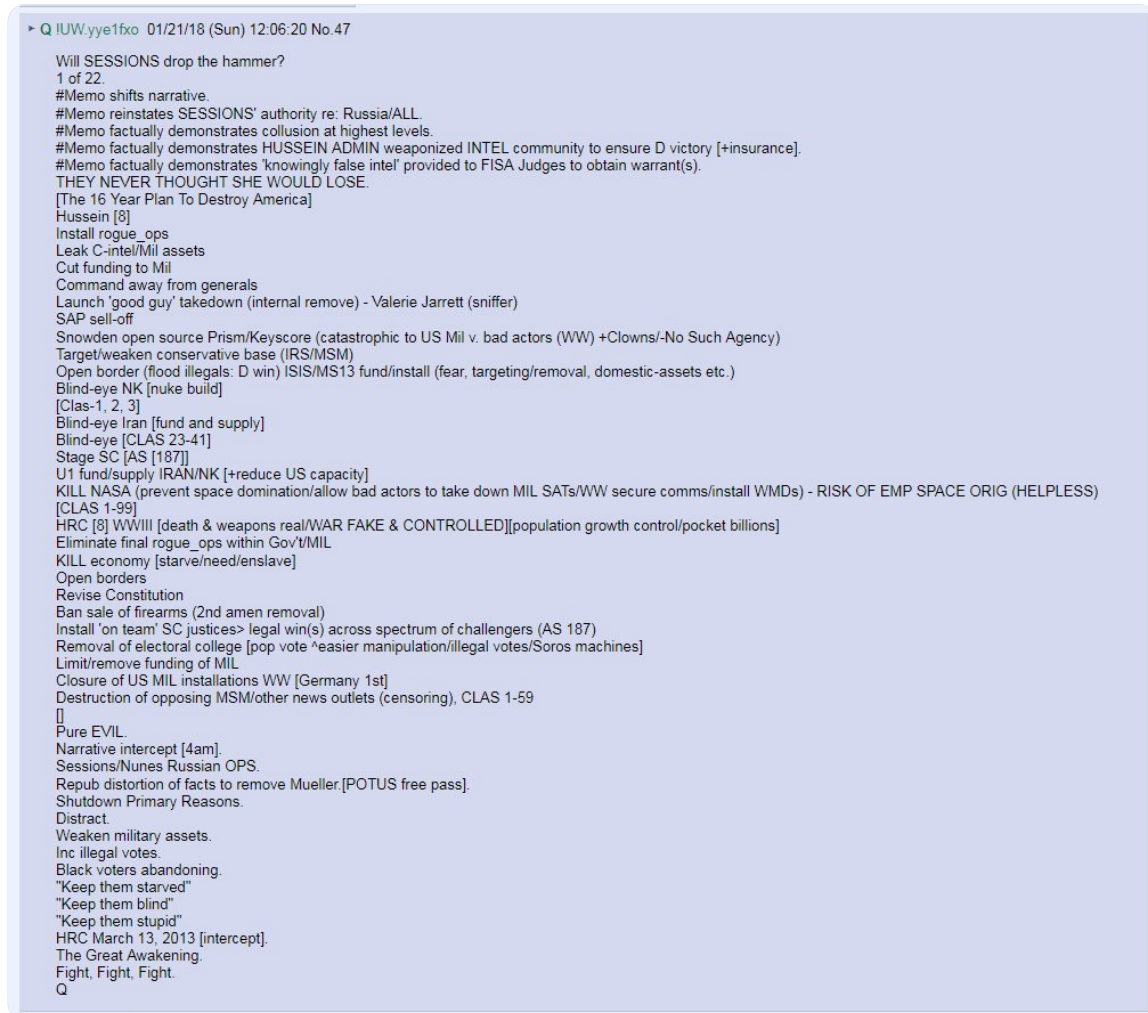 ► Q !UW.yye1fxo 01/21/18 (Sun) 12:06:20 No.47
Will SESSIONS drop the hammer?
1 of 22.
#Memo shifts narrative.
#Memo reinstates SESSIONS' authority re: Russia/ALL.
#Memo factually demonstrates collusion at highest levels.
#Memo factually demonstrates HUSSEIN ADMIN weaponized INTEL community to ensure D victory [+insurance].
#Memo factually demonstrates 'knowingly false intel' provided to FISA Judges to obtain warrant(s).
THEY NEVER THOUGHT SHE WOULD LOSE.
[The 16 Year Plan To Destroy America]
Hussein [8]
Install rogue_ops
Leak C-intel/Mil assets
Cut funding to Mil
Command away from generals
Launch 'good guy' takedown (internal remove) - Valerie Jarrett (sniffer)
SAP sell-off
Snowden open source Prism/Keyscore (catastrophic to US Mil v. bad actors (WW) +Clowns/-No Such Agency)
Target/weaken conservative base (IRS/MSM)
Open border (flood illegals: D win) ISIS/MS13 fund/install (fear, targeting/removal, domestic-assets etc.)
Blind-eye NK [nuke build]
[Clas-1, 2, 3]
Blind-eye Iran [fund and supply]
Blind-eye [CLAS 23-41]
Stage SC [AS [187]]
U1 fund/supply IRAN/NK [+reduce US capacity]
KILL NASA (prevent space domination/allow bad actors to take down MIL SATs/WW secure comms/install WMDs) - RISK OF EMP SPACE ORIG (HELPLESS)
[CLAS 1-99]
HRC [8] WWIII [death & weapons real/WAR FAKE & CONTROLLED][population growth control/pocket billions]
Eliminate final rogue_ops within Gov't/MIL
KILL economy [starve/need/enslave]
Open borders
Revise Constitution
Ban sale of firearms (2nd amen removal)
Install 'on team' SC justices> legal win(s) across spectrum of challengers (AS 187)
Removal of electoral college [pop vote ^easier manipulation/illegal votes/Soros machines]
Limit/remove funding of MIL
Closure of US MIL installations WW [Germany 1st]
Destruction of opposing MSM/other news outlets (censoring), CLAS 1-59
[]
Pure EVIL.
Narrative intercept [4am].
Sessions/Nunes Russian OPS.
Repub distortion of facts to remove Mueller.[POTUS free pass].
Shutdown Primary Reasons.
Distract.
Weaken military assets.
Inc illegal votes.
Black voters abandoning.
"Keep them starved"
"Keep them blind"
"Keep them stupid"
HRC March 13, 2013 [intercept].
The Great Awakening.
Fight, Fight, Fight.
Q